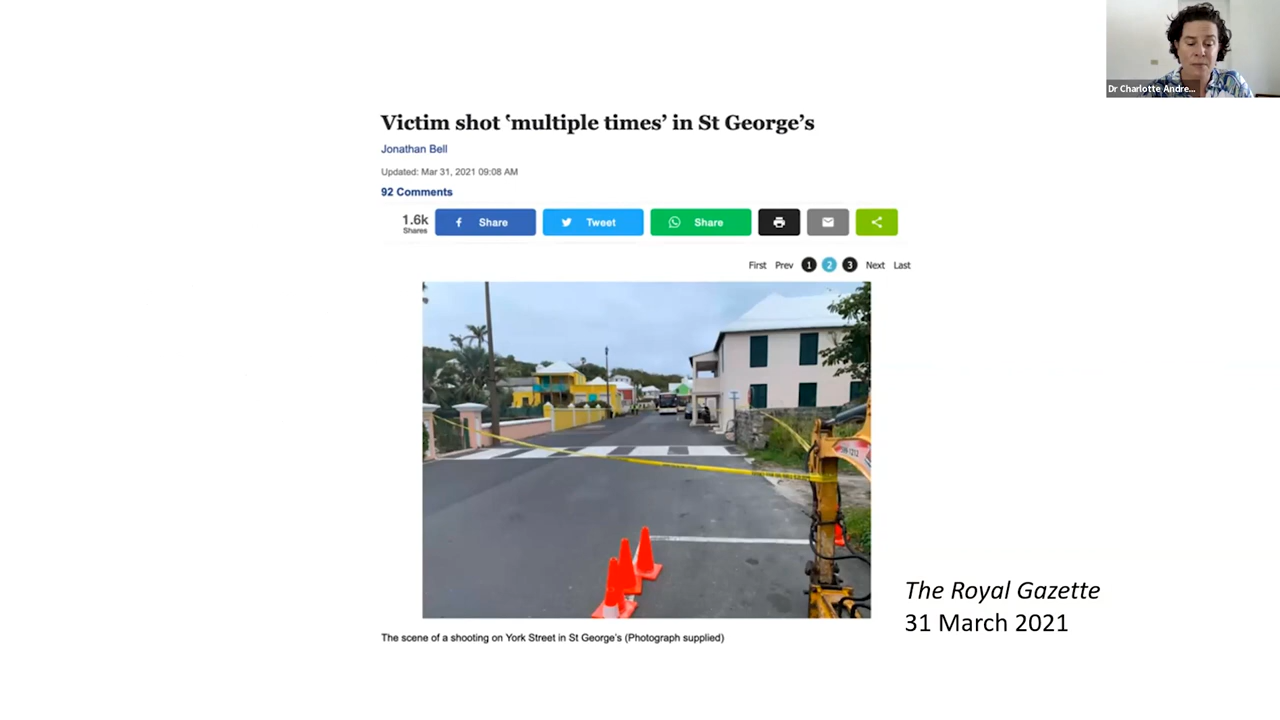 Dr Charlotte Andre...
Victim shot ‘multiple times’ in St George’s
Jonathan Bell
Updated: Mar 31, 2021 09:08 AM
92 Comments
1.6k
Shares
Share
Tweet
Share
First Prev 1 2 3 Next Last
The Royal Gazette
31 March 2021
The scene of a shooting on York Street in St George’s (Photograph supplied)